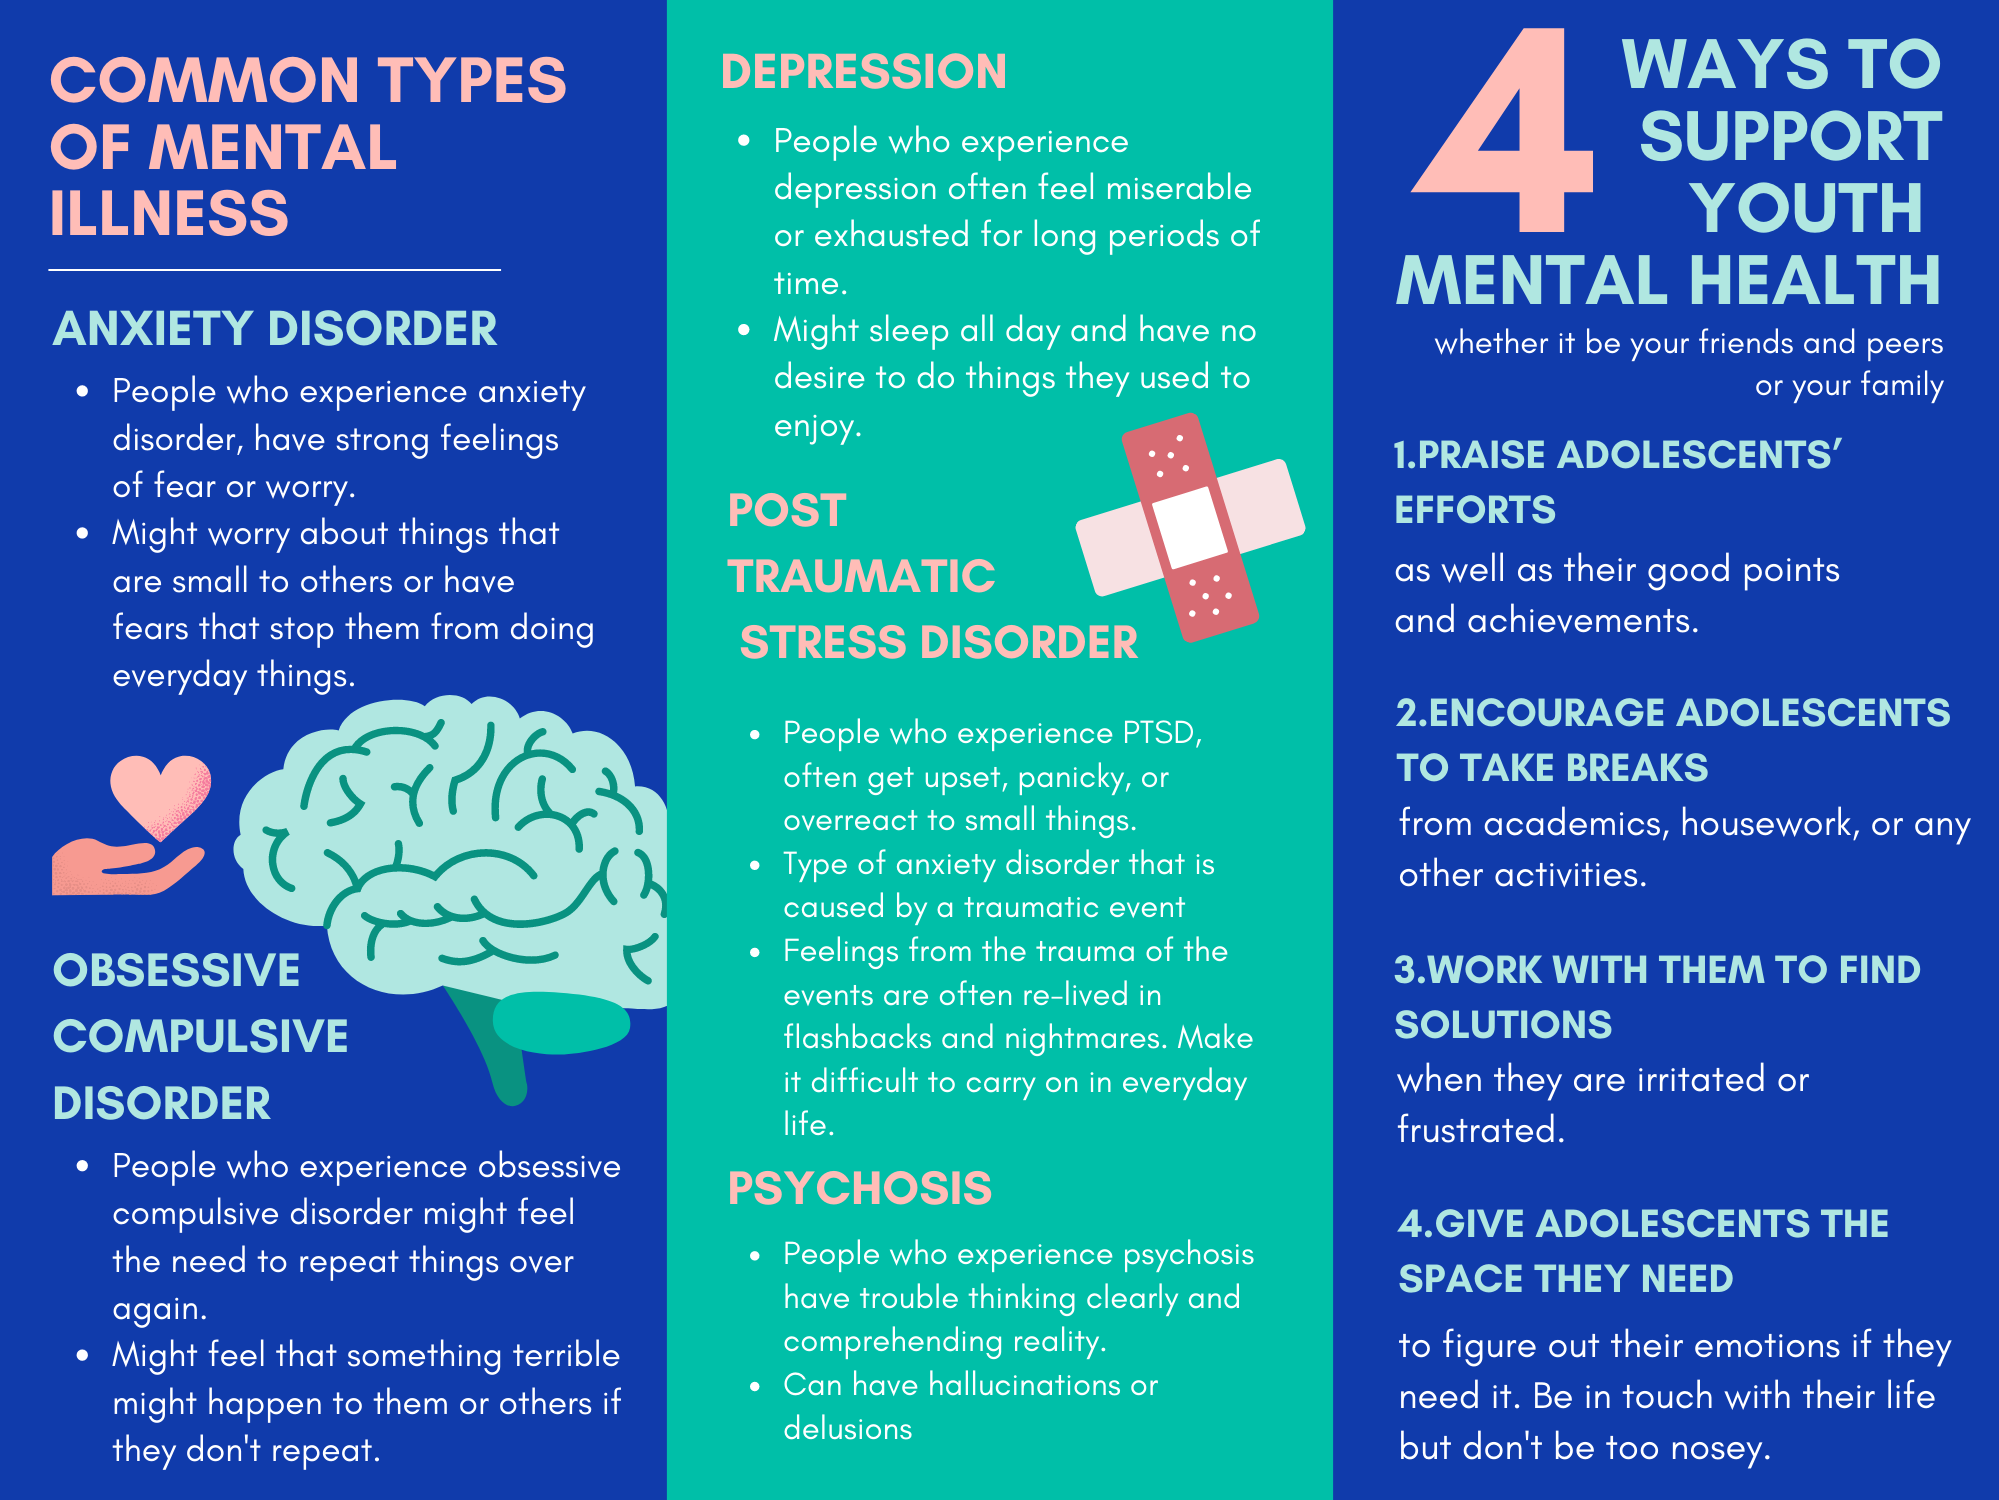 COMMON TYPES
OF MENTAL
ILLNESS
ANXIETY DISORDER
• People who experience anxiety
disorder, have strong feelings
of fear or worry.
• Might worry about things that
are small to others or have
fears that stop them from doing
everyday things.
OBSESSIVE
COMPULSIVE
DISORDER
• People who experience obsessive
compulsive disorder might feel
the need to repeat things over
again.
• Might feel that something terrible
might happen to them or others if
they don't repeat.
DEPRESSION
• People who experience
depression often feel miserable
or exhausted for long periods of
time.
• Might sleep all day and have no
desire to do things they used to
enjoy.
POST
TRAUMATIC
STRESS DISORDER
• People who experience PTSD,
often get upset, panicky, or
overreact to small things.
• Type of anxiety disorder that is
caused by a traumatic event
• Feelings from the trauma of the
events are often re-lived in
flashbacks and nightmares. Make
it difficult to carry on in everyday
life.
PSYCHOSIS
• People who experience psychosis
have trouble thinking clearly and
comprehending reality.
• Can have hallucinations or
delusions
4 WAYS TO
SUPPORT
YOUTH
MENTAL HEALTH
whether it be your friends and peers
or your family
1.PRAISE ADOLESCENTS’
EFFORTS
as well as their good points
and achievements.
2.ENCOURAGE ADOLESCENTS
TO TAKE BREAKS
from academics, housework, or any
other activities.
3.WORK WITH THEM TO FIND
SOLUTIONS
when they are irritated or
frustrated.
4.GIVE ADOLESCENTS THE
SPACE THEY NEED
to figure out their emotions if they
need it. Be in touch with their life
but don't be too nosey.